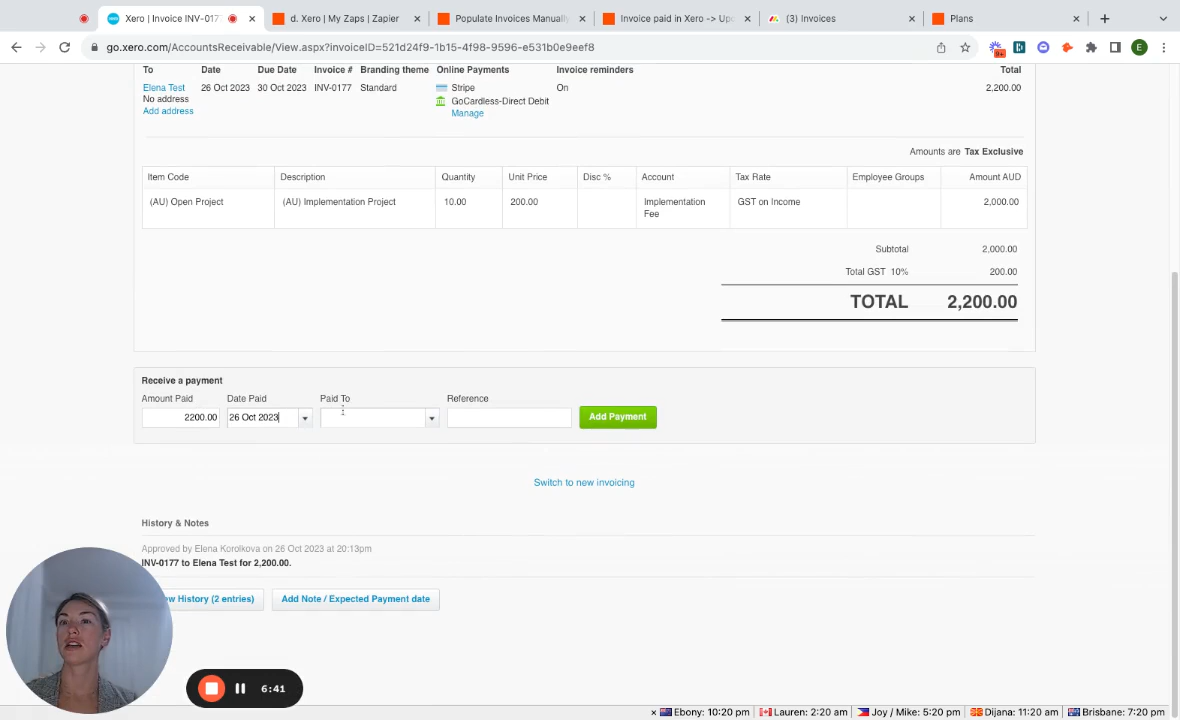 Xero | Invoice INV-017
d. Xero | My Zaps | Zapier
Populate Invoices Manually
Invoice paid in Xero -> Up
(3) Invoices
Plans
go.xero.com/AccountsReceivable/View.aspx?invoiceID=521d24f9-1b15-4f98-9596-e531b0e9eef8
9+
E
To Date Due Date Invoice # Branding theme Online Payments Invoice reminders Total
Elena Test 26 Oct 2023 30 Oct 2023 INV-0177 Standard Stripe On 2,200.00
No address GoCardless-Direct Debit
Add address Manage
Amounts are Tax Exclusive
Item Code Description Quantity Unit Price Disc % Account Tax Rate Employee Groups Amount AUD
(AU) Open Project (AU) Implementation Project 10.00 200.00 Implementation Fee GST on Income 2,000.00
Subtotal 2,000.00
Total GST 10% 200.00
TOTAL 2,200.00
Receive a payment
Amount Paid Date Paid Paid To Reference
2200.00 26 Oct 2023 Add Payment
Switch to new invoicing
History & Notes
Approved by Elena Korolkova on 26 Oct 2023 at 20:13pm
INV-0177 to Elena Test for 2,200.00.
History (2 entries) Add Note / Expected Payment date
6:41
× Ebony: 10:20 pm Lauren: 2:20 am Joy / Mike: 5:20 pm Dijana: 11:20 am Brisbane: 7:20 pm